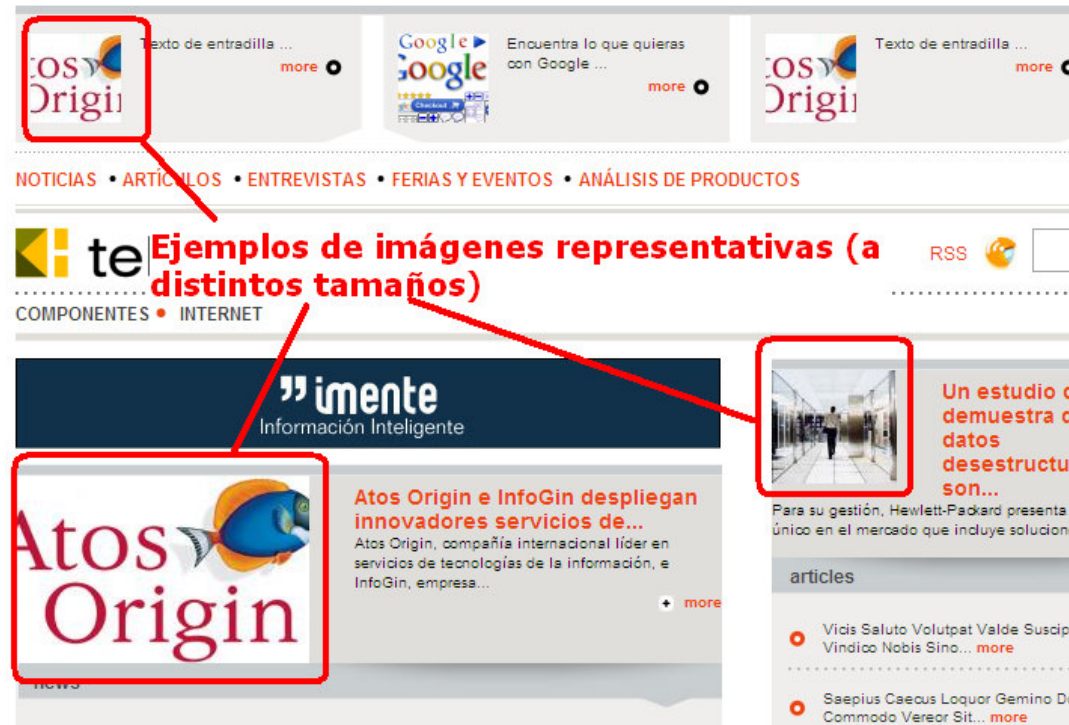 Texto de entradilla ...
more
Google
Google
Checkout
Encuentra lo que quieras
con Google ...
more
Texto de entradilla ...
more
Origin
NOTICIAS • ARTÍCULOS • ENTREVISTAS • FERIAS Y EVENTOS • ANÁLISIS DE PRODUCTOS
Ejemplos de imágenes representativas (a
distintos tamaños)
RSS
COMPONENTES • INTERNET
imente
Información Inteligente
Atos
Origin
Atos Origin e InfoGin despliegan
innovadores servicios de...
Atos Origin, compañía internacional líder en
servicios de tecnologías de la información, e
InfoGin, empresa...
+ more
Un estudio
demuestra
datos
desestructu
son...
Para su gestión, Hewlett-Packard presenta
único en el mercado que incluye solucion
articles
Vicis Saluto Volutpat Valde Suscip
Vindico Nobis Sino... more
Saepius Caecus Loquor Gemino
Commodo Vereor Sit... more
news